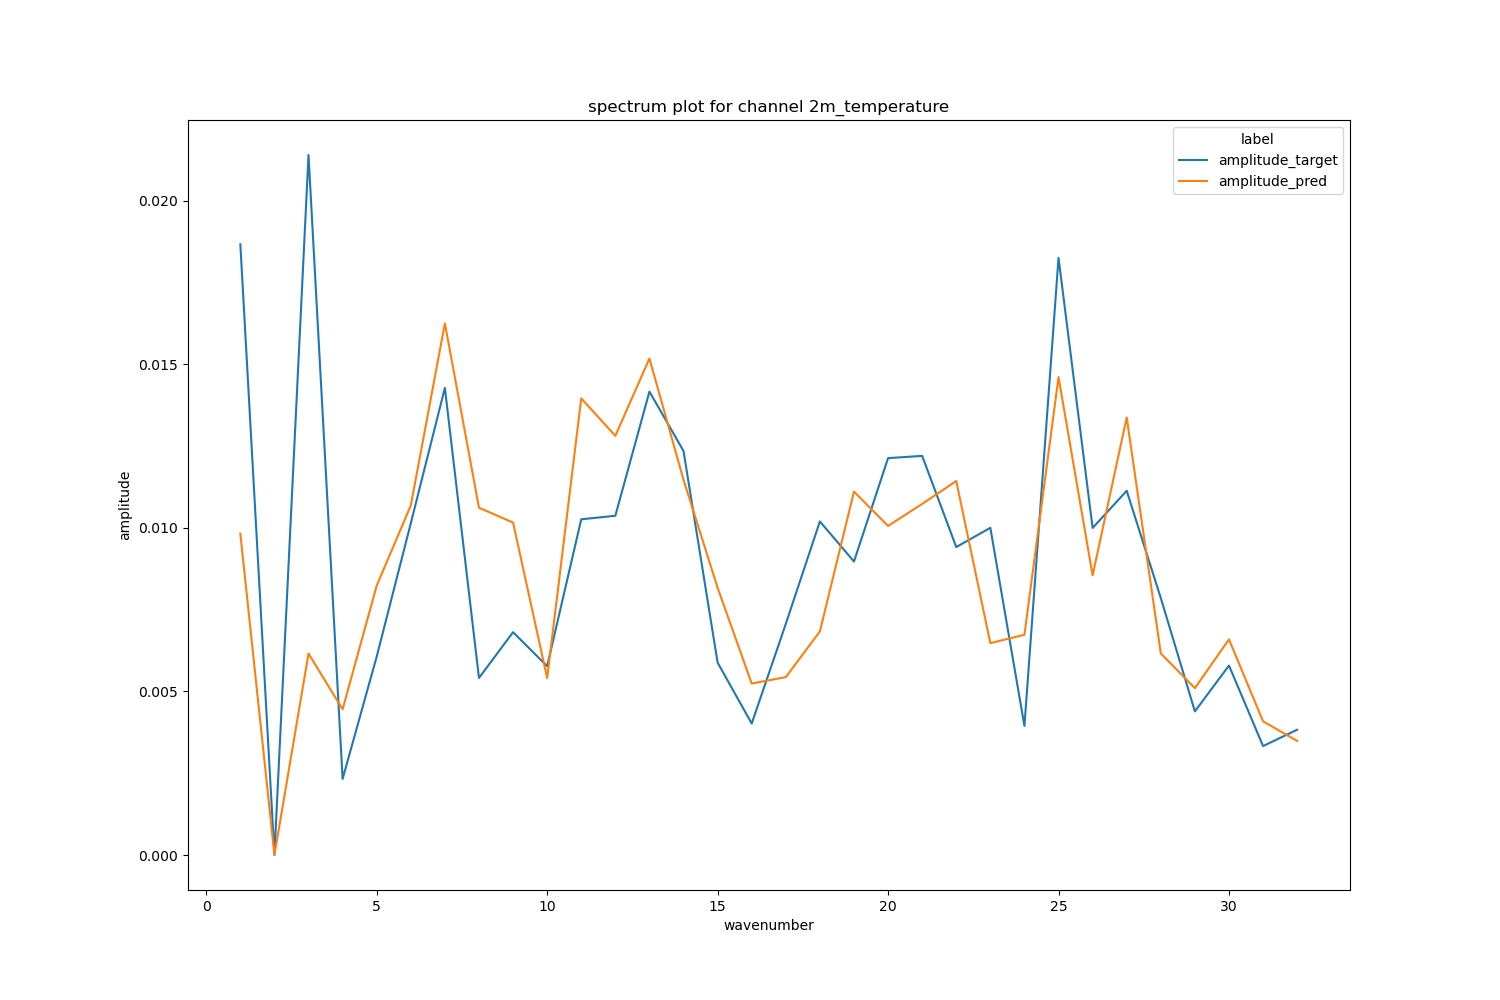 spectrum plot for channel 2m_temperature
label
amplitude_target
amplitude_pred
amplitude
0.020
0.015
0.010
0.005
0.000
0 5 10 15 20 25 30
wavenumber